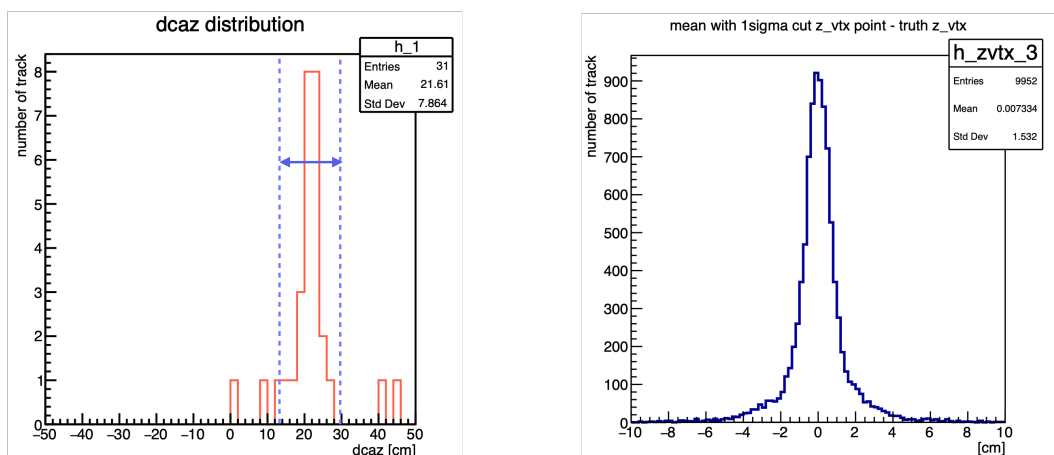 dcaz distribution
h_1
Entries 31
Mean 21.61
Std Dev 7.864
number of track
8
7
6
5
4
3
2
1
0
−50 −40 −30 −20 −10 0 10 20 30 40 50
dcaz [cm]
mean with 1sigma cut z_vtx point - truth z_vtx
h_zvtx_3
Entries 9952
Mean 0.007334
Std Dev 1.532
number of track
900
800
700
600
500
400
300
200
100
0
−10 −8 −6 −4 −2 0 2 4 6 8 10
[cm]